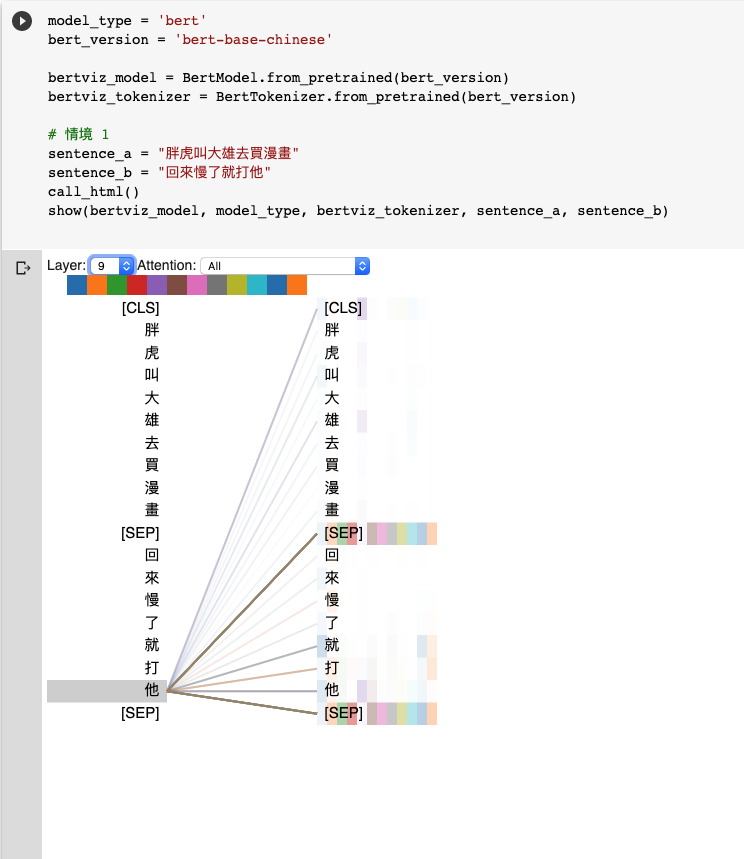 model_type = 'bert'
bert_version = 'bert-base-chinese'
bertviz_model = BertModel.from_pretrained(bert_version)
bertviz_tokenizer = BertTokenizer.from_pretrained(bert_version)
# 情境 1
sentence_a = "胖虎叫大雄去買漫畫"
sentence_b = "回來慢了就打他"
call_html()
show(bertviz_model, model_type, bertviz_tokenizer, sentence_a, sentence_b)
Layer: 9 Attention: All
[CLS] [CLS]
胖 胖
虎 虎
叫 叫
大 大
雄 雄
去 去
買 買
漫 漫
畫 畫
[SEP] [SEP]
回 回
來 來
慢 慢
了 了
就 就
打 打
他 他
[SEP] [SEP]